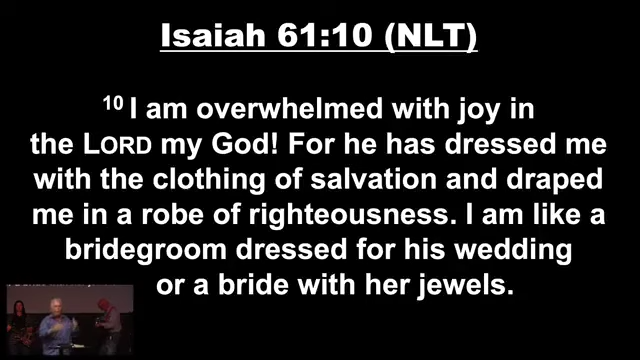 Isaiah 61:10 (NLT)
10 I am overwhelmed with joy in
the LORD my God! For he has dressed me
with the clothing of salvation and draped
me in a robe of righteousness. I am like a
bridegroom dressed for his wedding
or a bride with her jewels.